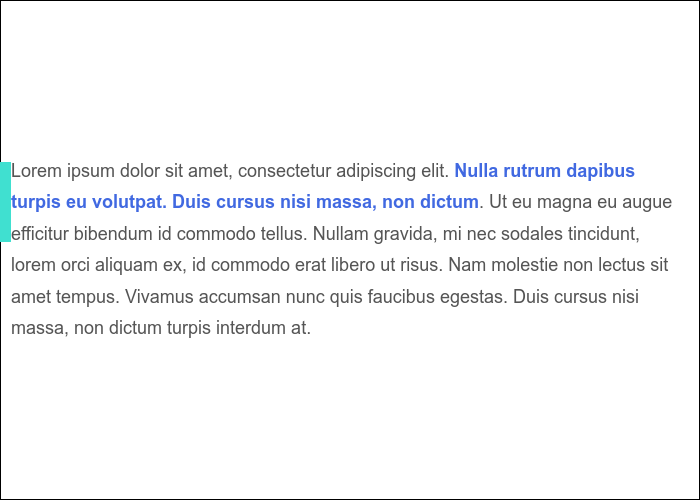 Lorem ipsum dolor sit amet, consectetur adipiscing elit. Nulla rutrum dapibus
turpis eu volutpat. Duis cursus nisi massa, non dictum. Ut eu magna eu augue
efficitur bibendum id commodo tellus. Nullam gravida, mi nec sodales tincidunt,
lorem orci aliquam ex, id commodo erat libero ut risus. Nam molestie non lectus sit
amet tempus. Vivamus accumsan nunc quis faucibus egestas. Duis cursus nisi
massa, non dictum turpis interdum at.